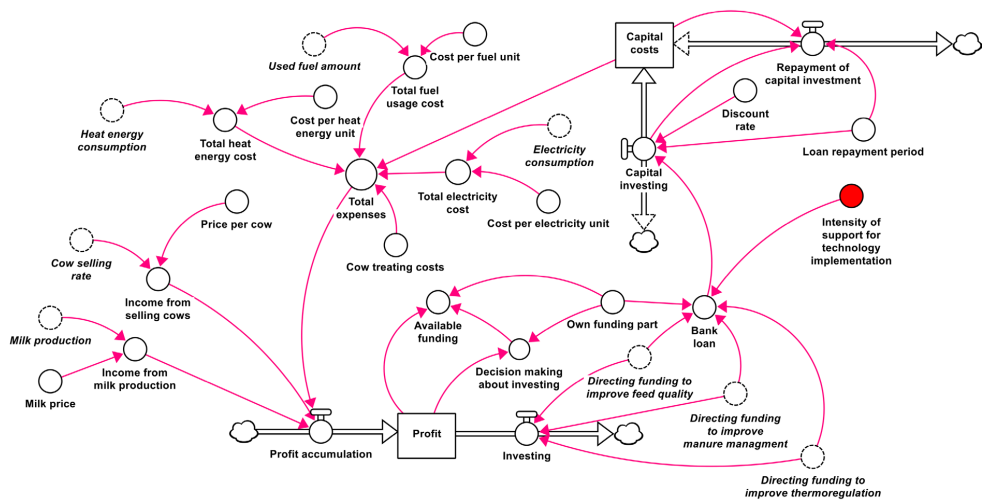 Used fuel amount
Cost per fuel unit
Total fuel
usage cost
Capital
costs
Repayment of
capital investment
Heat energy
consumption
Cost per heat
energy unit
Total heat
energy cost
Discount
rate
Electricity
consumption
Loan repayment period
Capital
investing
Total
expenses
Total electricity
cost
Cost per electricity unit
Intensity of
support for
technology
implementation
Price per cow
Cow selling
rate
Cow treating costs
Income from
selling cows
Milk production
Available
funding
Own funding part
Bank
loan
Income from
milk production
Decision making
about investing
Directing funding to
improve feed quality
Milk price
Directing funding
to improve
manure managment
Profit accumulation
Profit
Investing
Directing funding to
improve thermoregulation